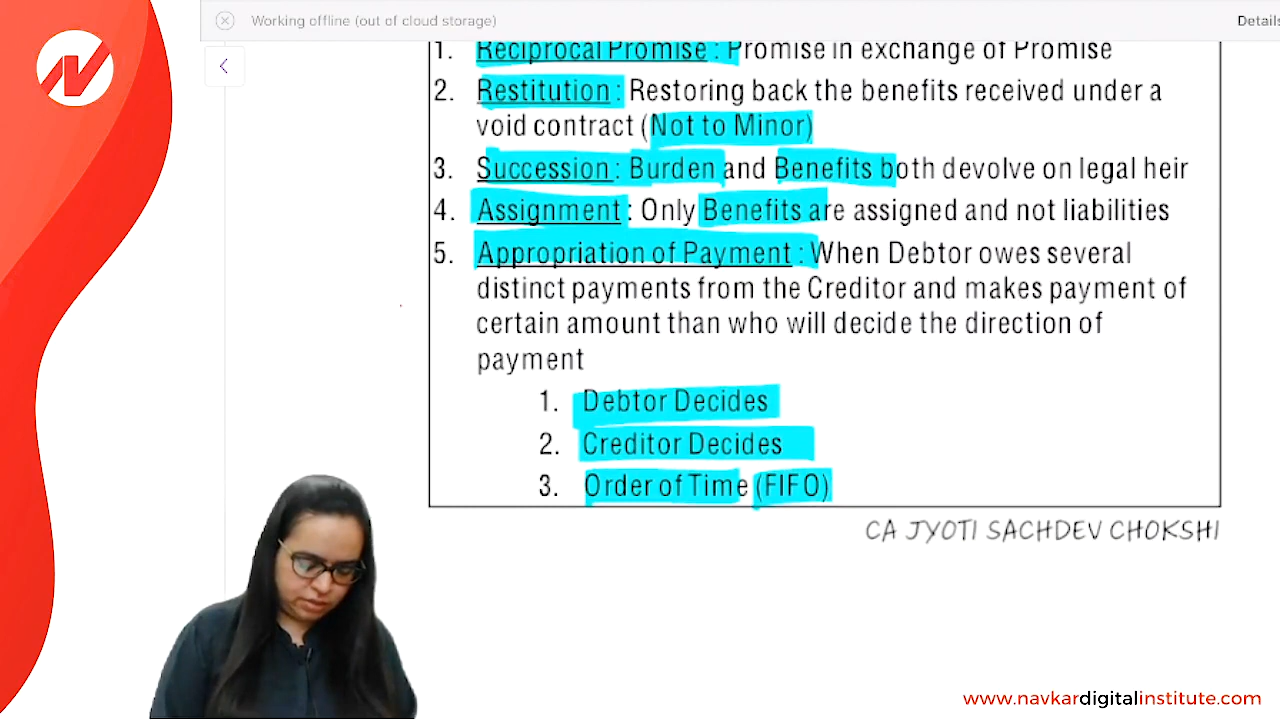 Working offline (out of cloud storage)
Details
1. Reciprocal Promise : Promise in exchange of Promise
2. Restitution : Restoring back the benefits received under a
void contract (Not to Minor)
3. Succession : Burden and Benefits both devolve on legal heir
4. Assignment : Only Benefits are assigned and not liabilities
5. Appropriation of Payment : When Debtor owes several
distinct payments from the Creditor and makes payment of
certain amount than who will decide the direction of
payment
1. Debtor Decides
2. Creditor Decides
3. Order of Time (FIFO)
CA JYOTI SACHDEV CHOKSHI
www.navkardigitalinstitute.com